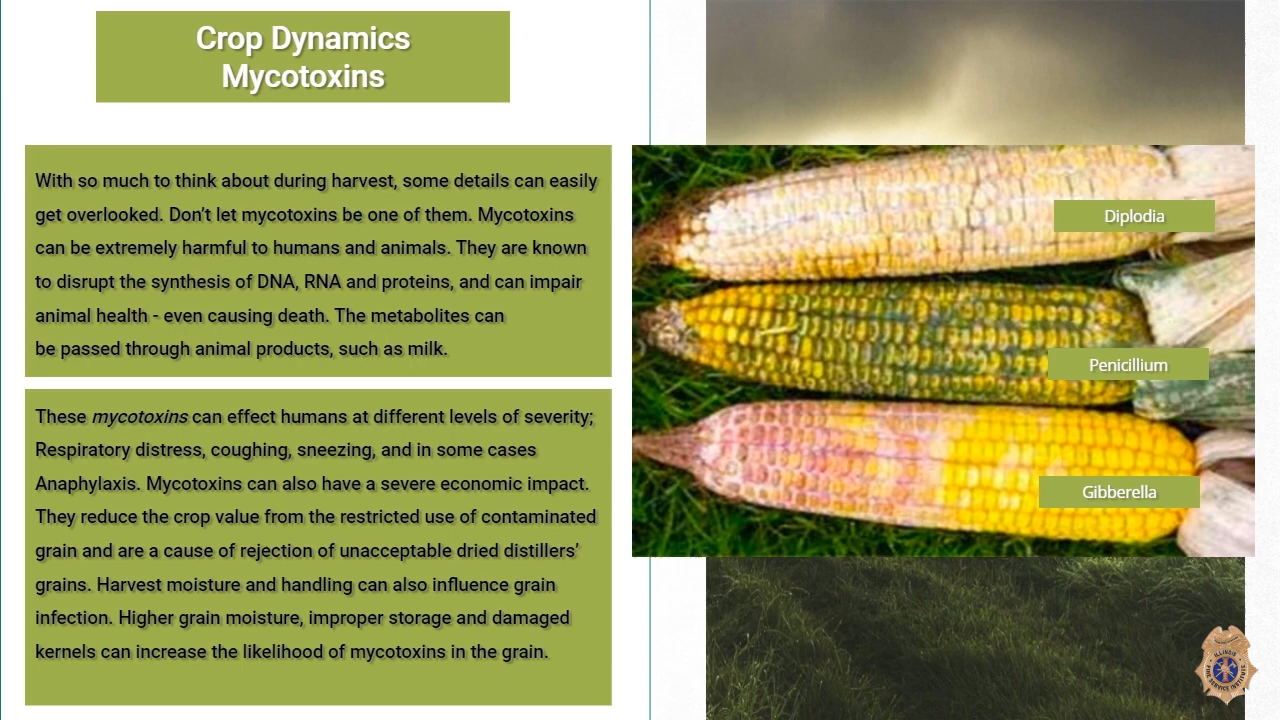 Crop Dynamics
Mycotoxins
With so much to think about during harvest, some details can easily
get overlooked. Don’t let mycotoxins be one of them. Mycotoxins
can be extremely harmful to humans and animals. They are known
to disrupt the synthesis of DNA, RNA and proteins, and can impair
animal health - even causing death. The metabolites can
be passed through animal products, such as milk.
These mycotoxins can effect humans at different levels of severity;
Respiratory distress, coughing, sneezing, and in some cases
Anaphylaxis. Mycotoxins can also have a severe economic impact.
They reduce the crop value from the restricted use of contaminated
grain and are a cause of rejection of unacceptable dried distillers’
grains. Harvest moisture and handling can also influence grain
infection. Higher grain moisture, improper storage and damaged
kernels can increase the likelihood of mycotoxins in the grain.
Diplodia
Penicillium
Gibberella
ILLINOIS
FIRE SERVICE INSTITUTE